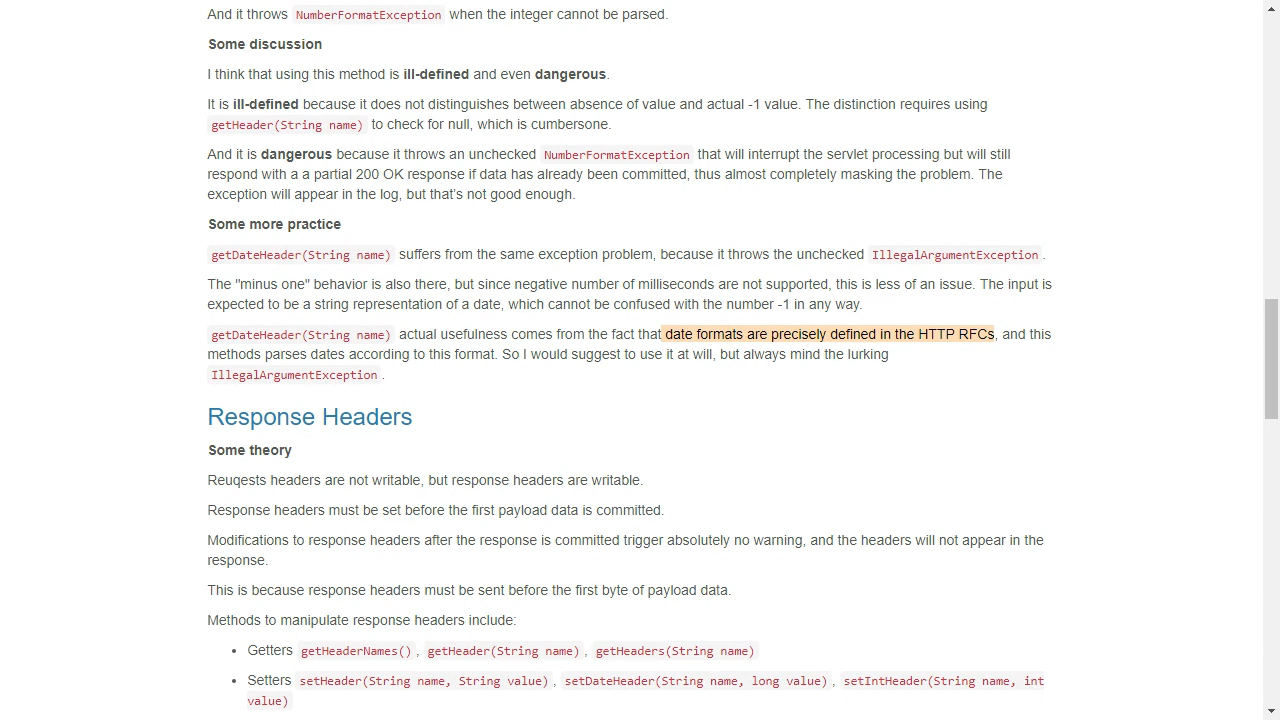 And it throws NumberFormatException when the integer cannot be parsed.
Some discussion
I think that using this method is ill-defined and even dangerous.
It is ill-defined because it does not distinguishes between absence of value and actual -1 value. The distinction requires using
getHeader(String name) to check for null, which is cumbersone.
And it is dangerous because it throws an unchecked NumberFormatException that will interrupt the servlet processing but will still
respond with a a partial 200 OK response if data has already been committed, thus almost completely masking the problem. The
exception will appear in the log, but that's not good enough.
Some more practice
getDateHeader(String name) suffers from the same exception problem, because it throws the unchecked IllegalArgumentException.
The "minus one" behavior is also there, but since negative number of milliseconds are not supported, this is less of an issue. The input is
expected to be a string representation of a date, which cannot be confused with the number -1 in any way.
getDateHeader(String name) actual usefulness comes from the fact that date formats are precisely defined in the HTTP RFCs, and this
methods parses dates according to this format. So I would suggest to use it at will, but always mind the lurking
IllegalArgumentException.
Response Headers
Some theory
Reuqests headers are not writable, but response headers are writable.
Response headers must be set before the first payload data is committed.
Modifications to response headers after the response is committed trigger absolutely no warning, and the headers will not appear in the
response.
This is because response headers must be sent before the first byte of payload data.
Methods to manipulate response headers include:
• Getters getHeaderNames(), getHeader(String name), getHeaders(String name)
• Setters setHeader(String name, String value), setDateHeader(String name, long value), setIntHeader(String name, int
value)